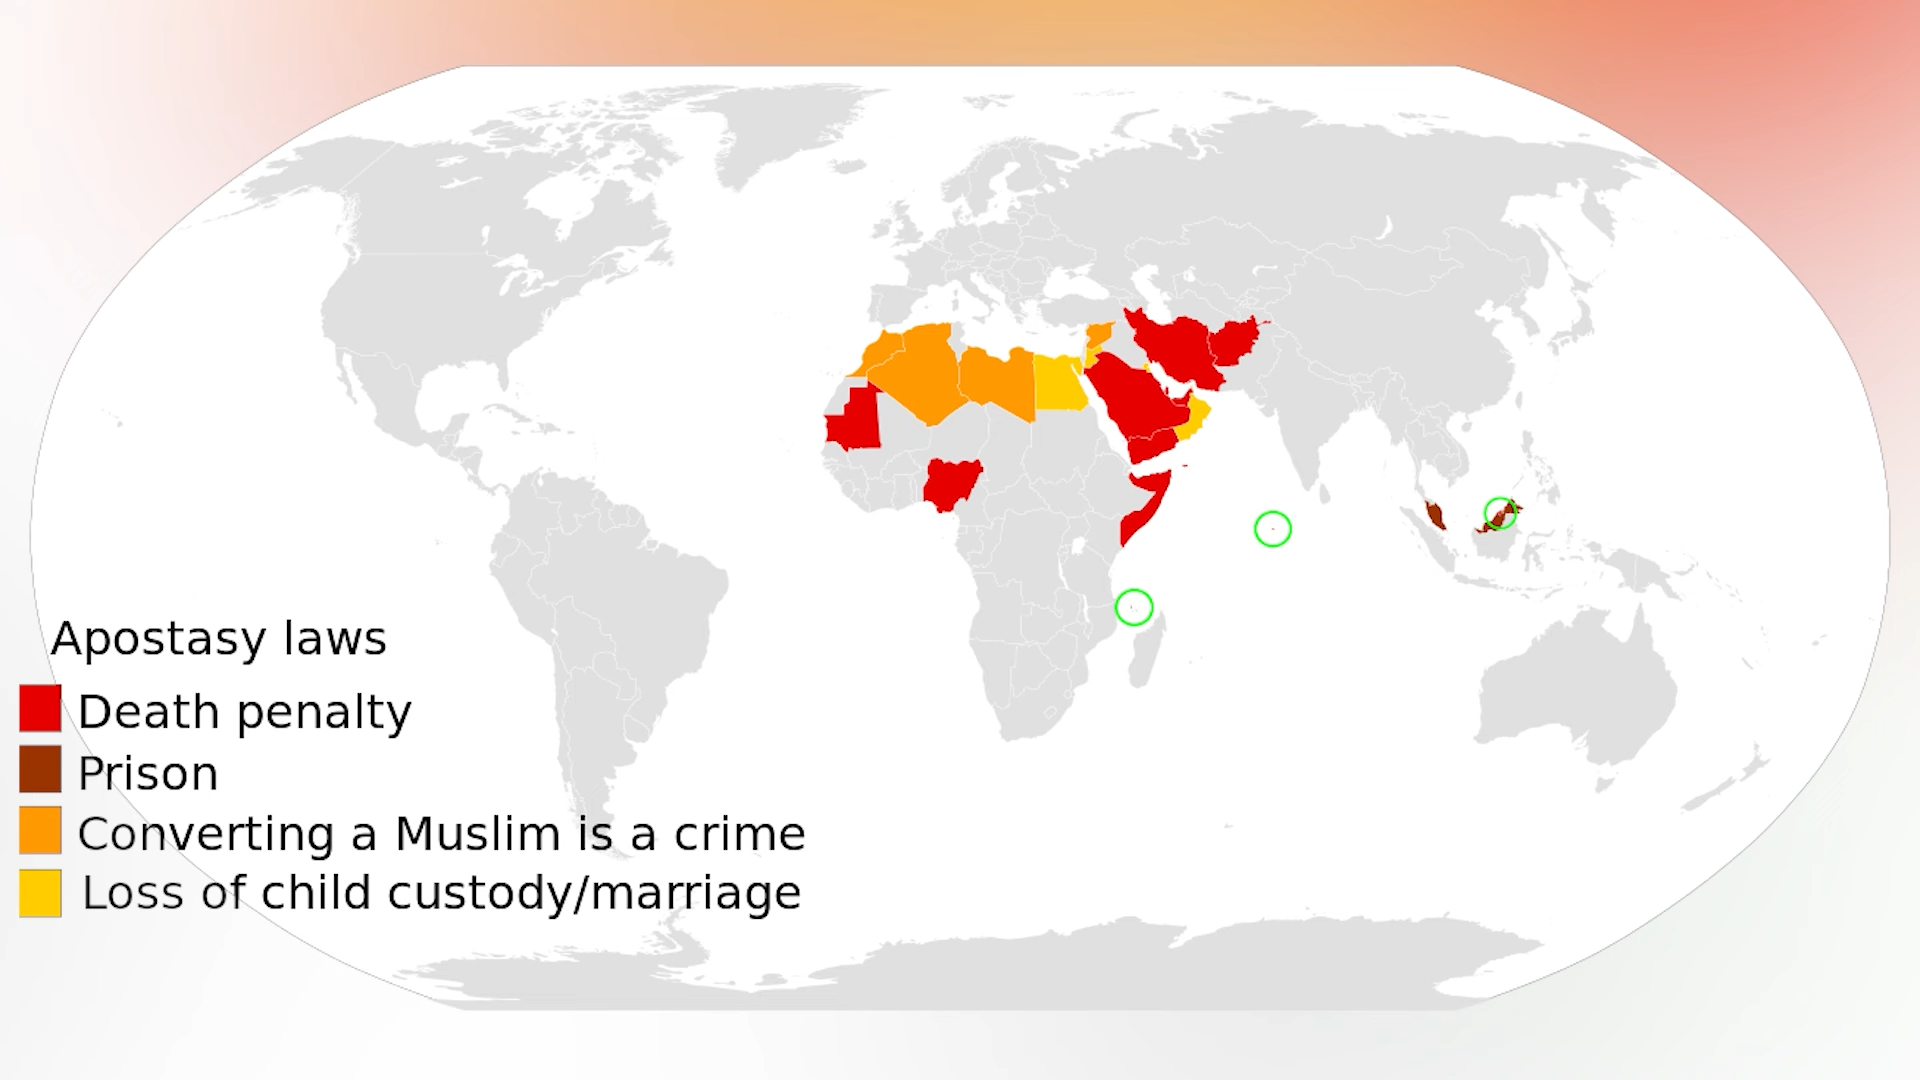 Apostasy laws
Death penalty
Prison
Converting a Muslim is a crime
Loss of child custody/marriage